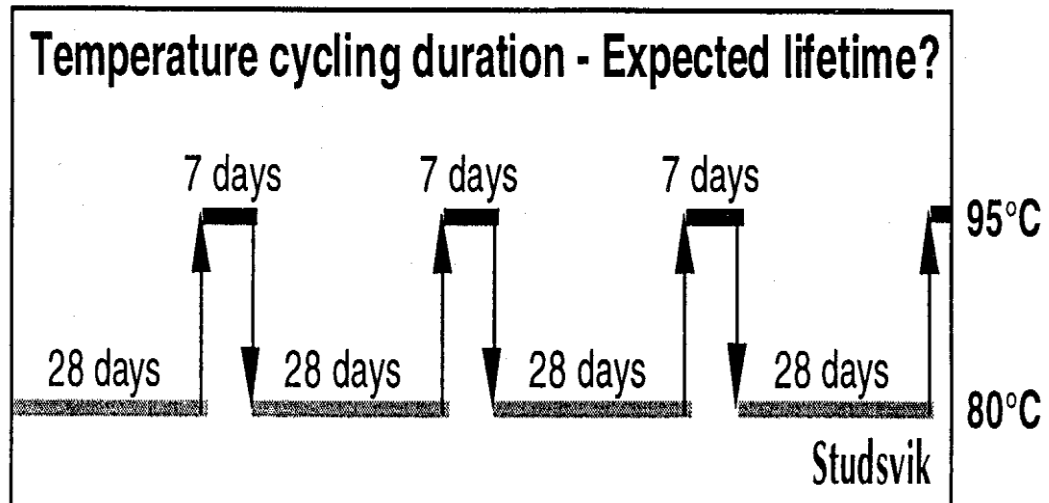 Temperature cycling duration - Expected lifetime?
7 days 7 days 7 days
95°C
28 days 28 days 28 days 28 days
80°C
Studsvik